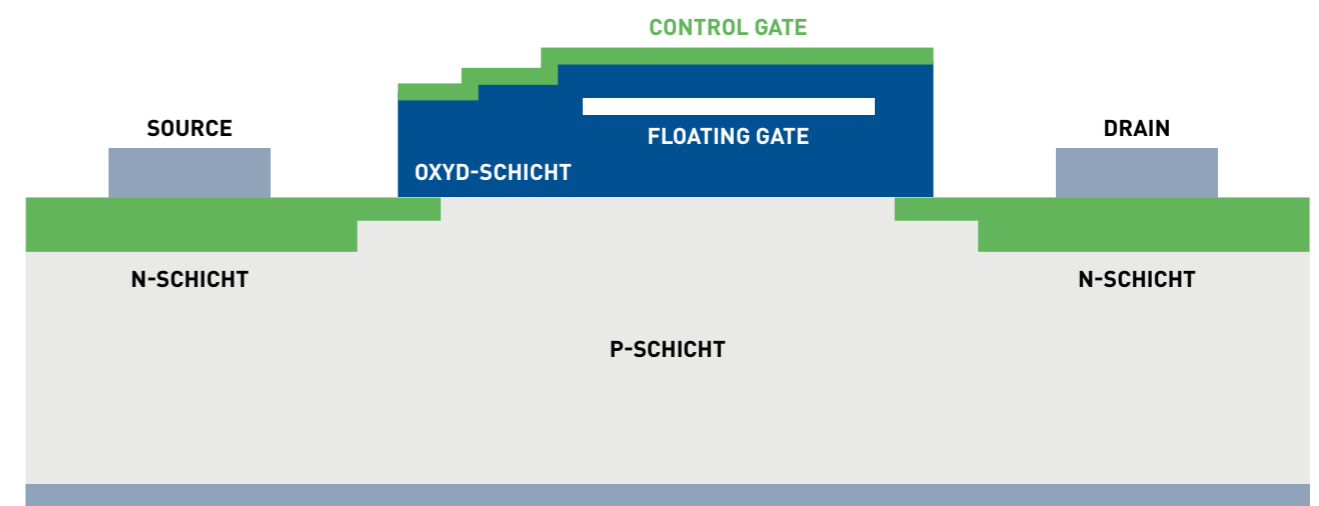 CONTROL GATE
SOURCE
FLOATING GATE
DRAIN
OXYD-SCHICHT
N-SCHICHT
N-SCHICHT
P-SCHICHT